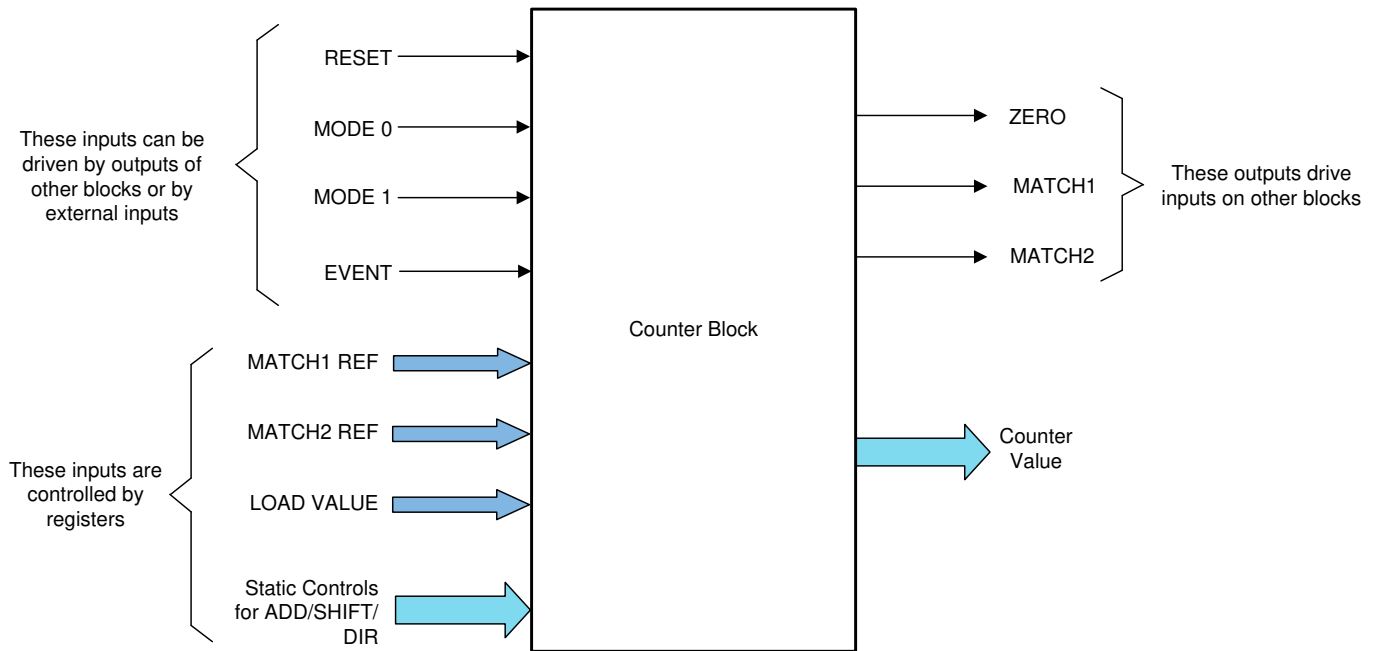 These inputs can be
driven by outputs of
other blocks or by
external inputs
RESET
MODE 0
MODE 1
EVENT
These inputs are
controlled by
registers
MATCH1 REF
MATCH2 REF
LOAD VALUE
Static Controls
for ADD/SHIFT/
DIR
Counter Block
ZERO
MATCH1
MATCH2
These outputs drive
inputs on other blocks
Counter
Value